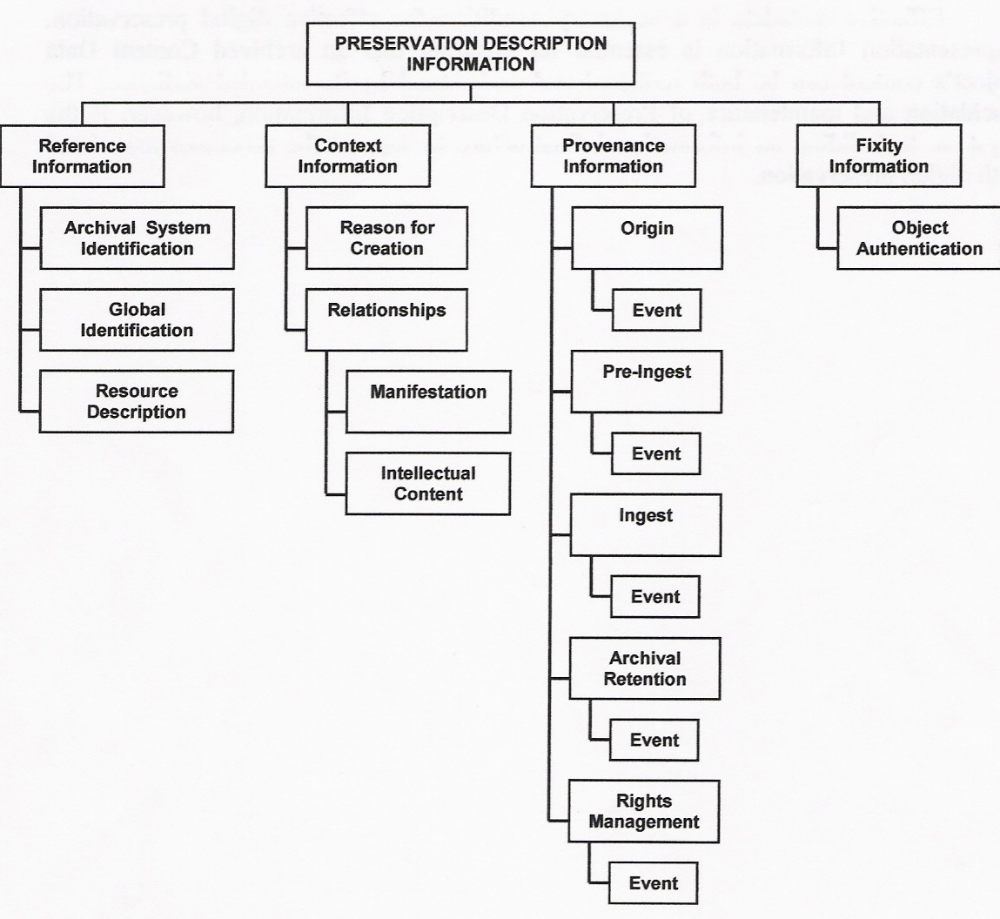 PRESERVATION DESCRIPTION
INFORMATION
Reference
Information
Archival System
Identification
Global
Identification
Resource
Description
Context
Information
Reason for
Creation
Relationships
Manifestation
Intellectual
Content
Provenance
Information
Origin
Event
Pre-Ingest
Event
Ingest
Event
Archival
Retention
Event
Rights
Management
Event
Fixity
Information
Object
Authentication